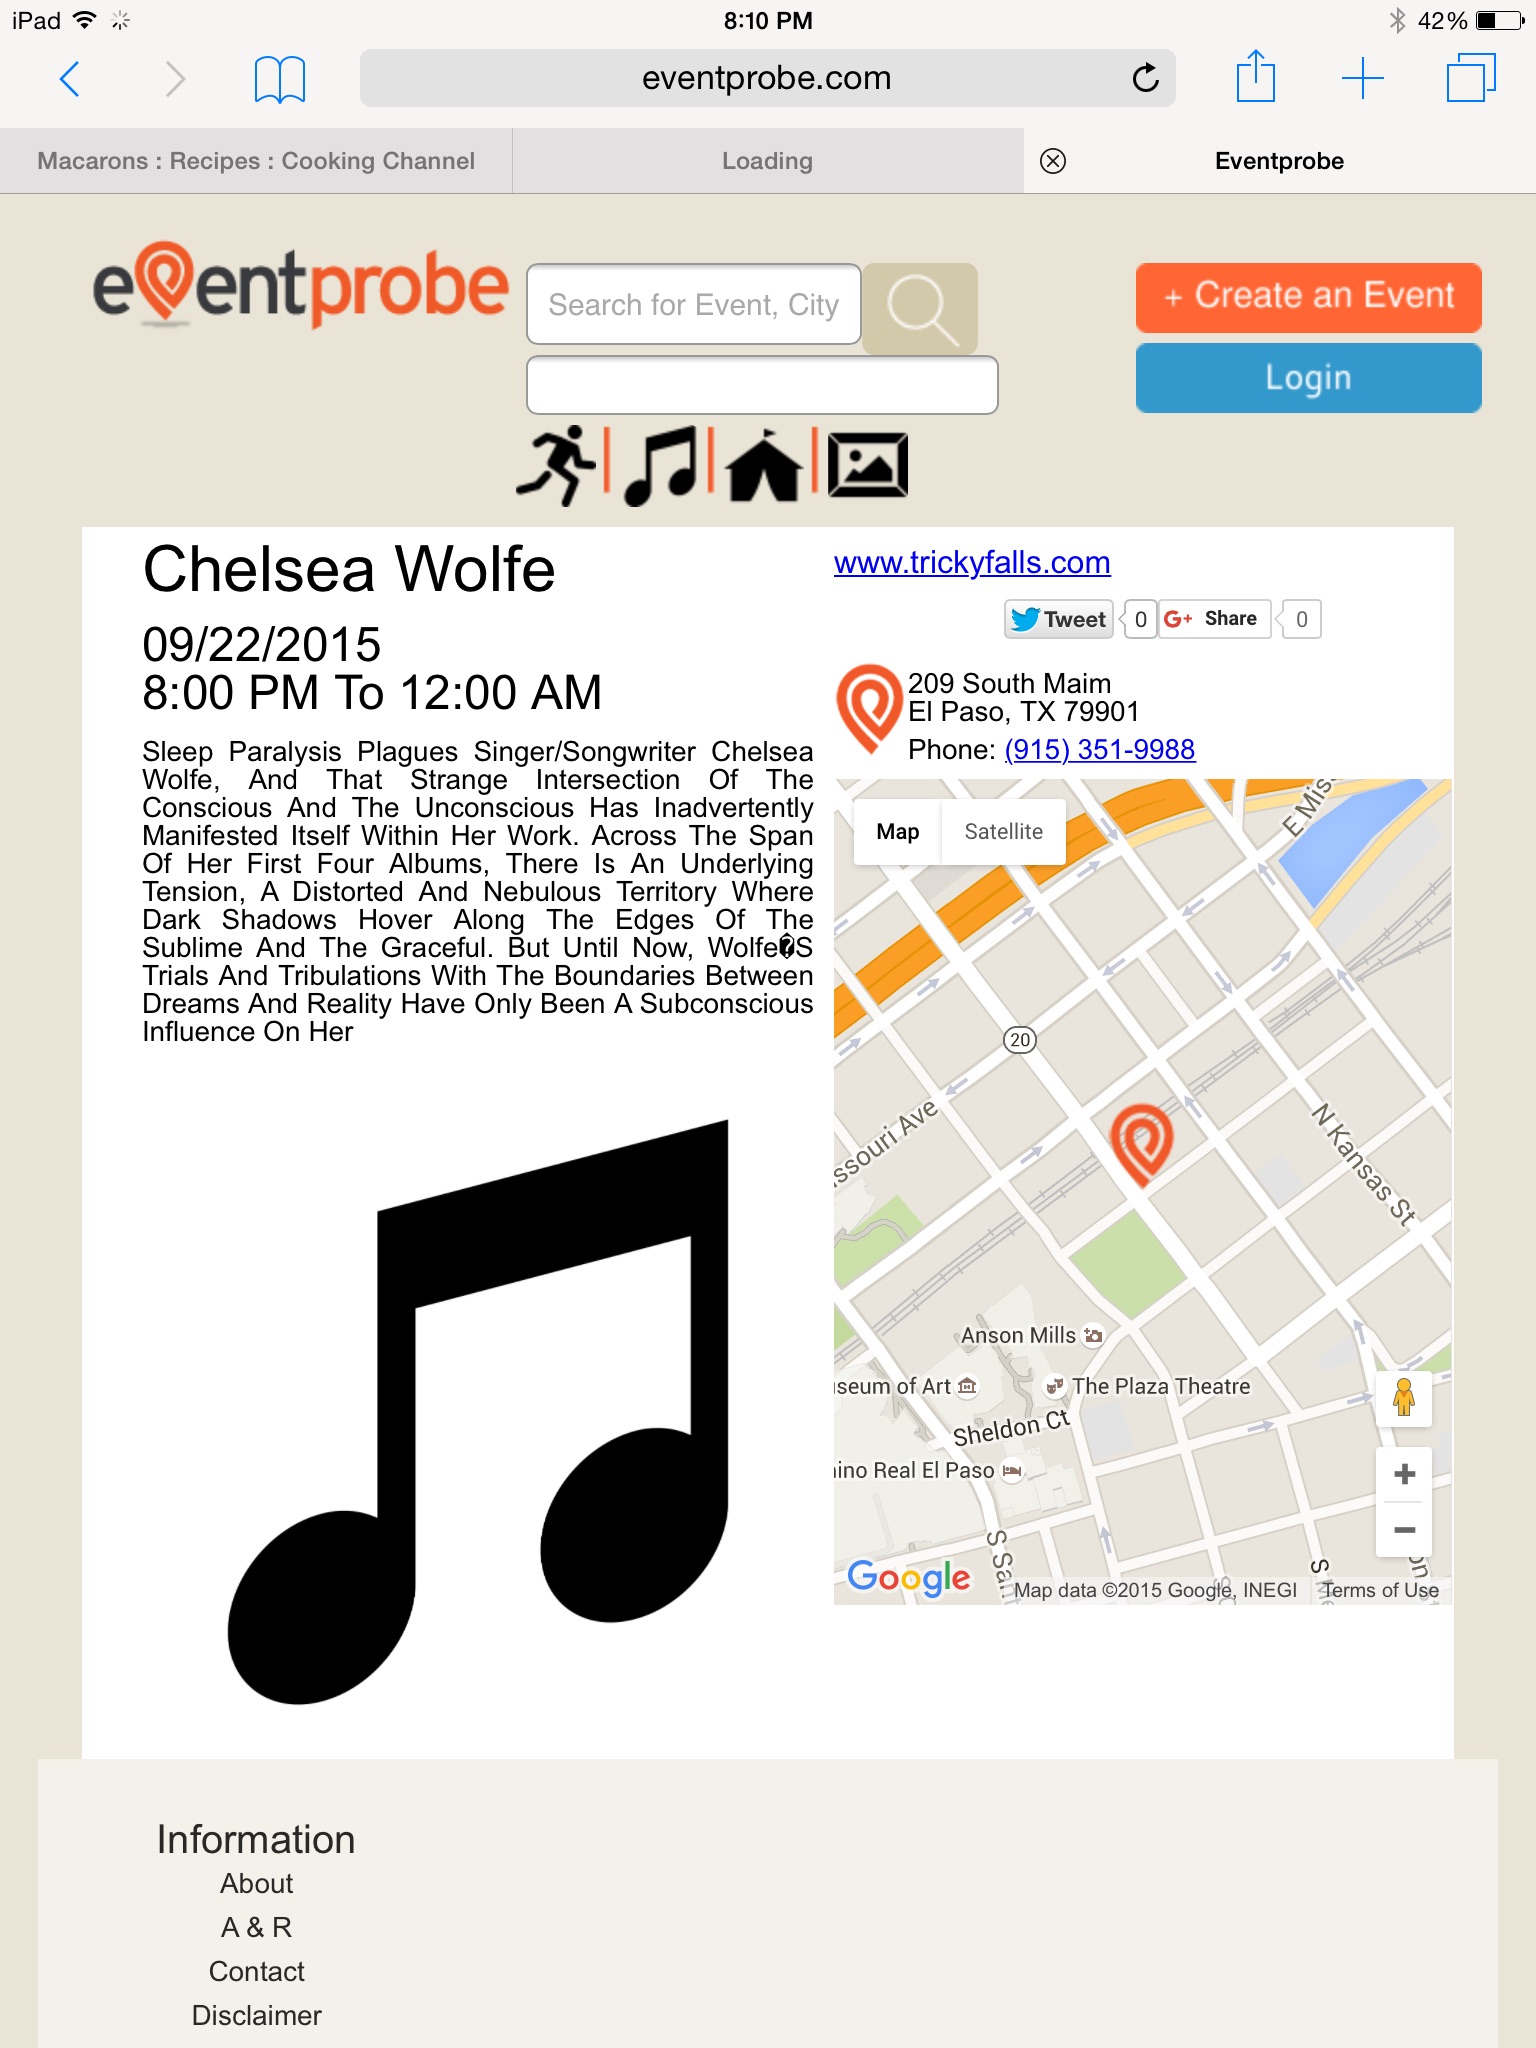 iPad
8:10 PM
42%
eventprobe.com
Macarons : Recipes : Cooking Channel
Loading
Eventprobe
eventprobe
Search for Event, City
+ Create an Event
Login
Chelsea Wolfe
09/22/2015
8:00 PM To 12:00 AM
Sleep Paralysis Plagues Singer/Songwriter Chelsea
Wolfe, And That Strange Intersection Of The
Conscious And The Unconscious Has Inadvertently
Manifested Itself Within Her Work. Across The Span
Of Her First Four Albums, There Is An Underlying
Tension, A Distorted And Nebulous Territory Where
Dark Shadows Hover Along The Edges Of The
Sublime And The Graceful. But Until Now, Wolfe�S
Trials And Tribulations With The Boundaries Between
Dreams And Reality Have Only Been A Subconscious
Influence On Her
www.trickyfalls.com
Tweet
0
G+ Share
0
209 South Maim
El Paso, TX 79901
Phone: (915) 351-9988
Map
Satellite
E Mis
20
ssouri Ave
N Kansas St
Anson Mills
useum of Art
The Plaza Theatre
Sheldon Ct
ino Real El Paso
S San
Google
Map data ©2015 Google, INEGI
Terms of Use
Information
About
A & R
Contact
Disclaimer